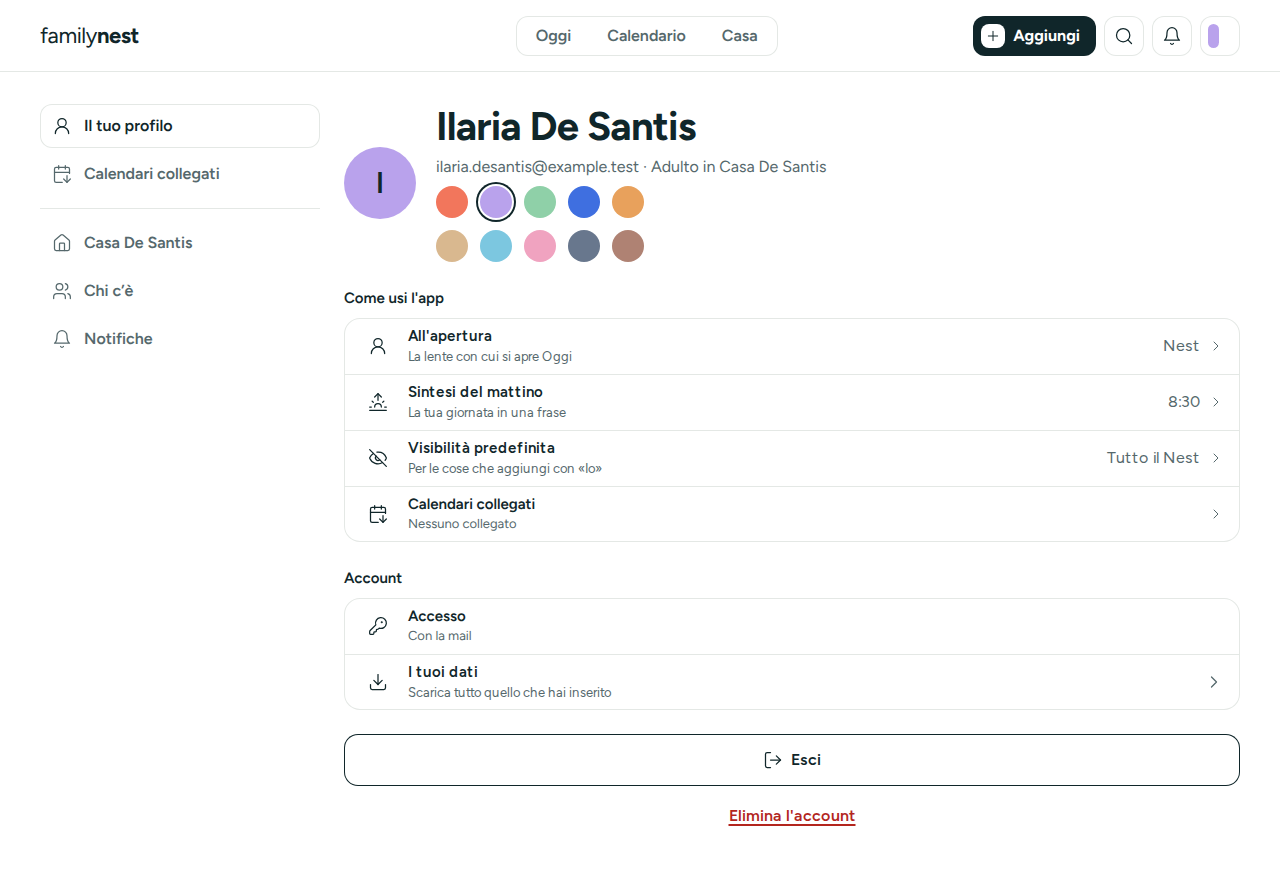 familynest
Oggi
Calendario
Casa
Aggiungi
Il tuo profilo
Calendari collegati
Casa De Santis
Chi c’è
Notifiche
I
Ilaria De Santis
ilaria.desantis@example.test · Adulto in Casa De Santis
Come usi l'app
All'apertura
La lente con cui si apre Oggi
Nest
Sintesi del mattino
La tua giornata in una frase
8:30
Visibilità predefinita
Per le cose che aggiungi con «Io»
Tutto il Nest
Calendari collegati
Nessuno collegato
Account
Accesso
Con la mail
I tuoi dati
Scarica tutto quello che hai inserito
Esci
Elimina l'account